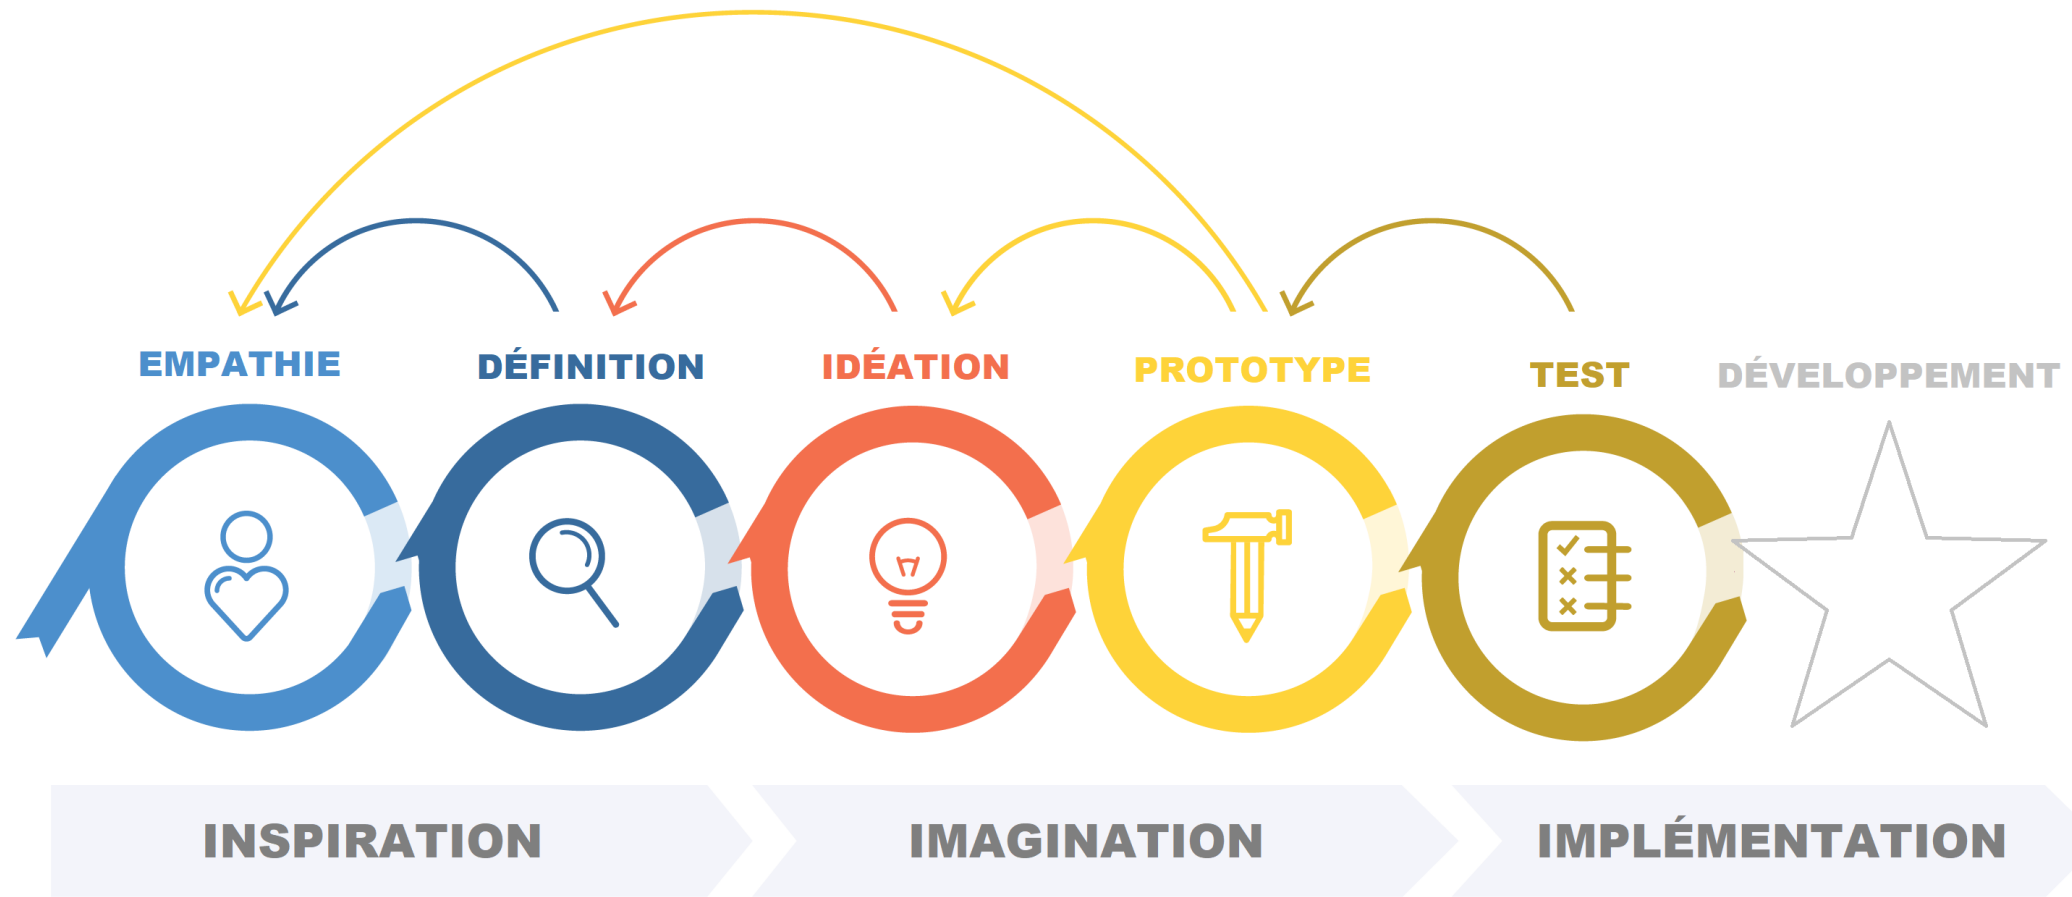 EMPATHIE
DÉFINITION
IDÉATION
PROTOTYPE
TEST
DÉVELOPPEMENT
INSPIRATION
IMAGINATION
IMPLÉMENTATION